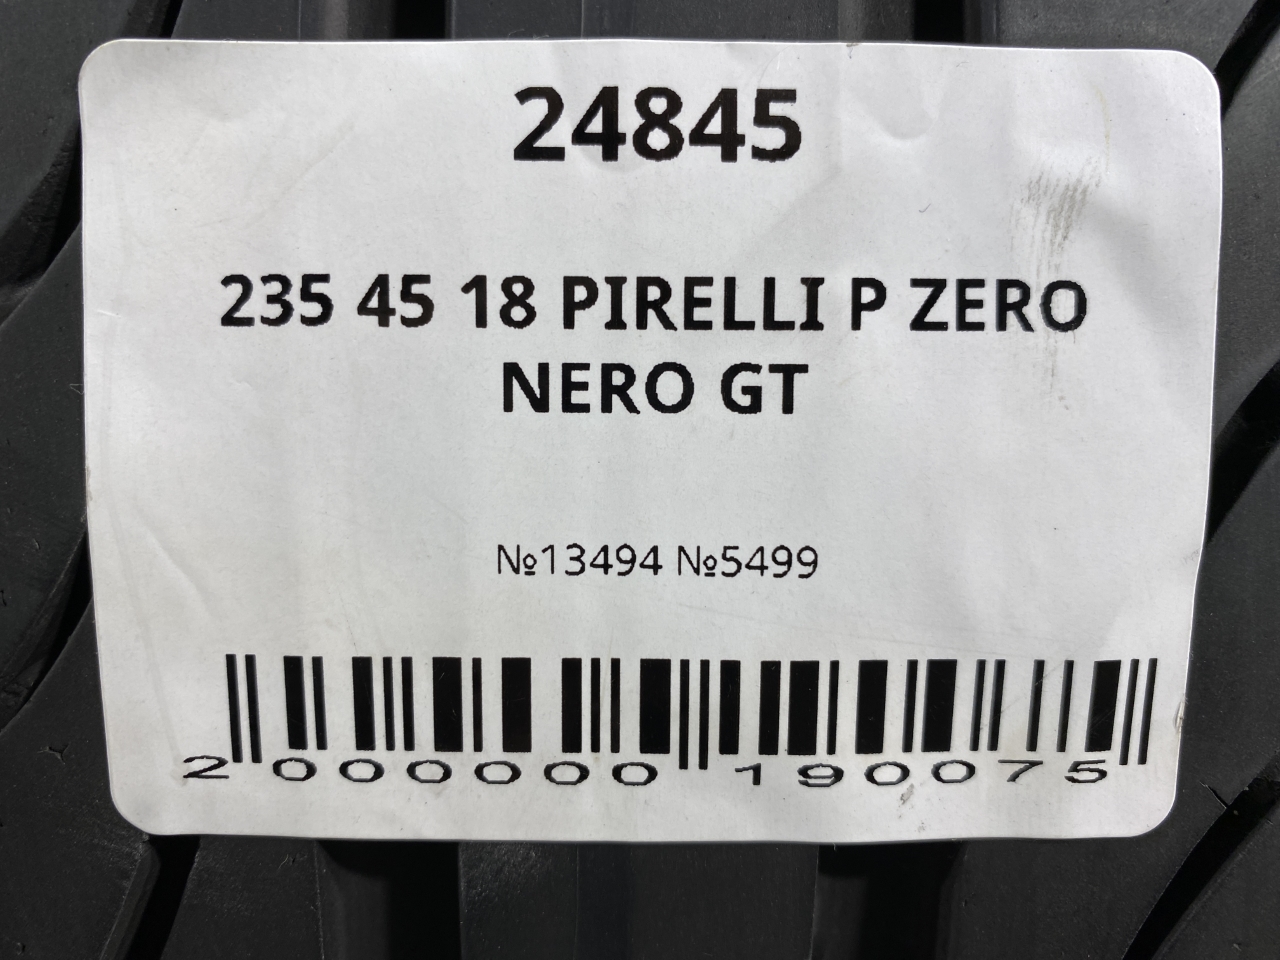 24845
235 45 18 PIRELLI P ZERO
NERO GT
№13494 №5499
2 000000 190075